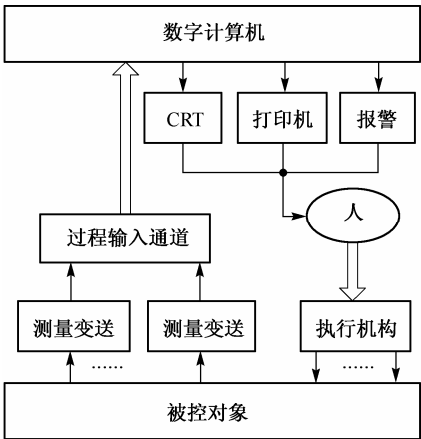 数字计算机
CRT
打印机
报警
人
过程输入通道
测量变送
测量变送
执行机构
......
......
被控对象